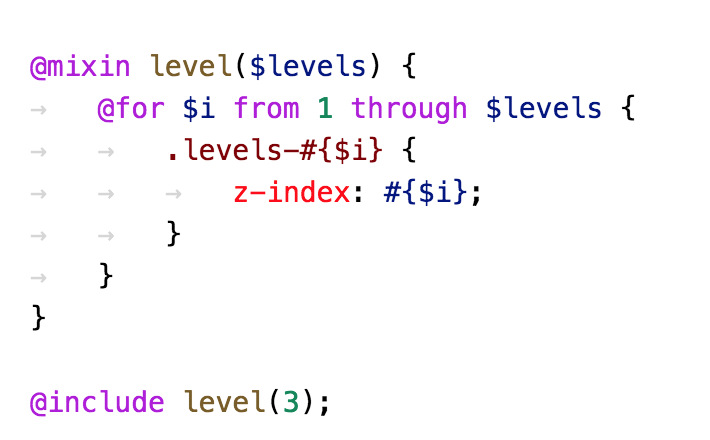 @mixin level($levels) {
→ @for $i from 1 through $levels {
→ → .levels-#{$i} {
→ → → z-index: #{$i};
→ → }
→ }
}
@include level(3);